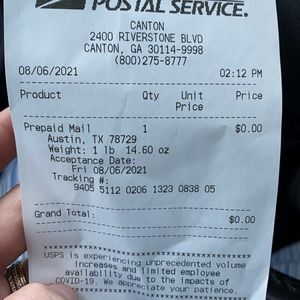 POSTAL SERVICE.
CANTON
2400 RIVERSTONE BLVD
CANTON, GA 30114-9998
(800)275-8777
08/06/2021 02:12 PM
Product Qty Unit Price
Price
Prepaid Mail 1 $0.00
Austin, TX 78729
Weight: 1 lb 14.60 oz
Acceptance Date:
Fri 08/06/2021
Tracking #:
9405 5112 0206 1323 0838 05
Grand Total: $0.00
USPS is experiencing unprecedented volume
increases and limited employee
availability due to the impacts of
COVID-19. We appreciate your patience.